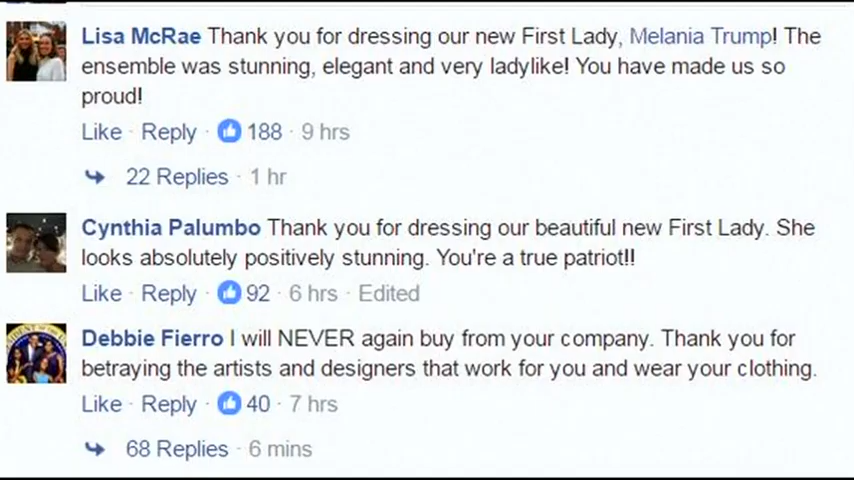 Lisa McRae Thank you for dressing our new First Lady, Melania Trump! The
ensemble was stunning, elegant and very ladylike! You have made us so
proud!
Like · Reply · 188 · 9 hrs
22 Replies · 1 hr
Cynthia Palumbo Thank you for dressing our beautiful new First Lady. She
looks absolutely positively stunning. You're a true patriot!!
Like · Reply · 92 · 6 hrs · Edited
Debbie Fierro I will NEVER again buy from your company. Thank you for
betraying the artists and designers that work for you and wear your clothing.
Like · Reply · 40 · 7 hrs
68 Replies · 6 mins